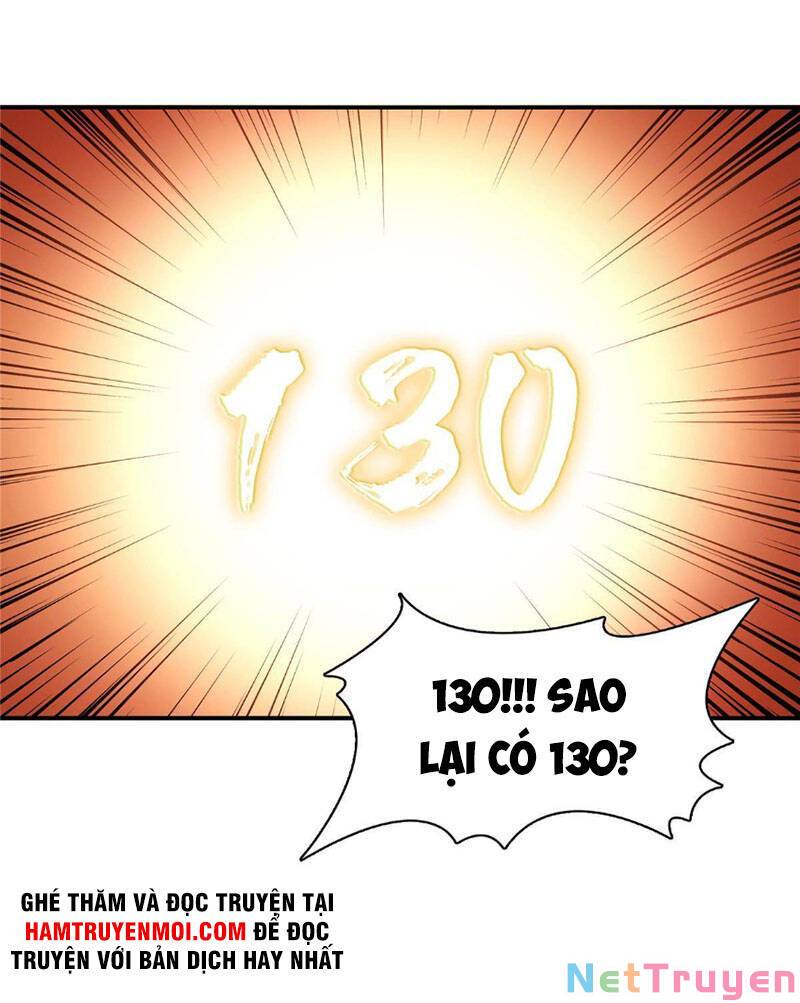 130
130!!! SAO
LẠI CÓ 130?
GHÉ THĂM VÀ ĐỌC TRUYỆN TẠI
HAMTRUYENMOI.COM ĐỂ ĐỌC
TRUYỆN VỚI BẢN DỊCH HAY NHẤT
NetTruyen